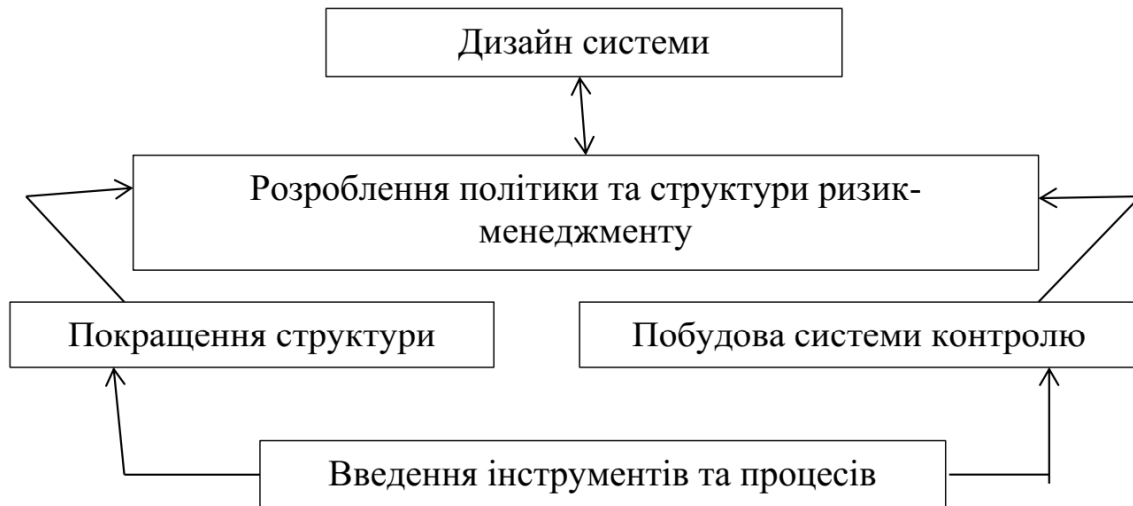 Дизайн системи
Розроблення політики та структури ризик-
менеджменту
Покращення структури
Побудова системи контролю
Введення інструментів та процесів